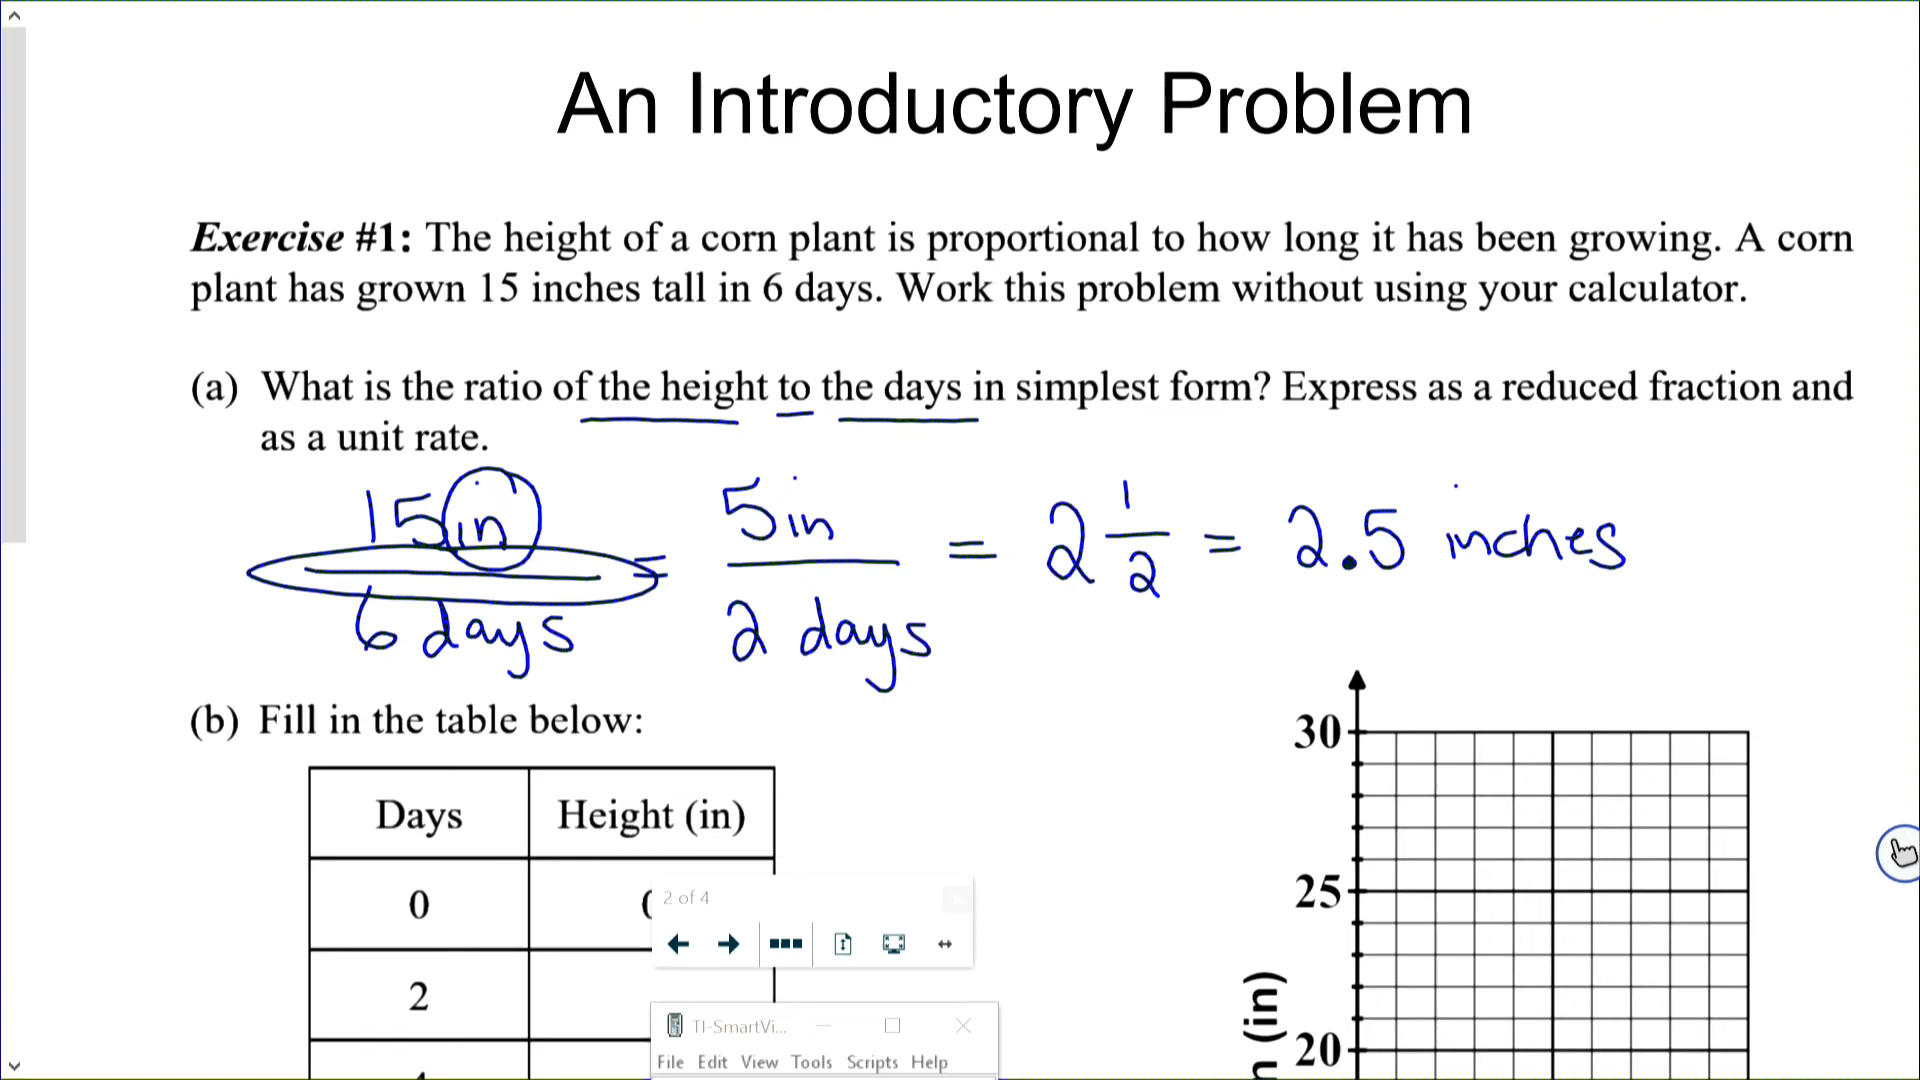 An Introductory Problem
Exercise #1: The height of a corn plant is proportional to how long it has been growing. A corn
plant has grown 15 inches tall in 6 days. Work this problem without using your calculator.
(a) What is the ratio of the height to the days in simplest form? Express as a reduced fraction and
as a unit rate.
15 in / 6 days = 5 in / 2 days = 2 1/2 = 2.5 inches
(b) Fill in the table below:
Days Height (in)
0
2
2 of 4
TI-SmartVi...
File Edit View Tools Scripts Help
30
25
20
(in)